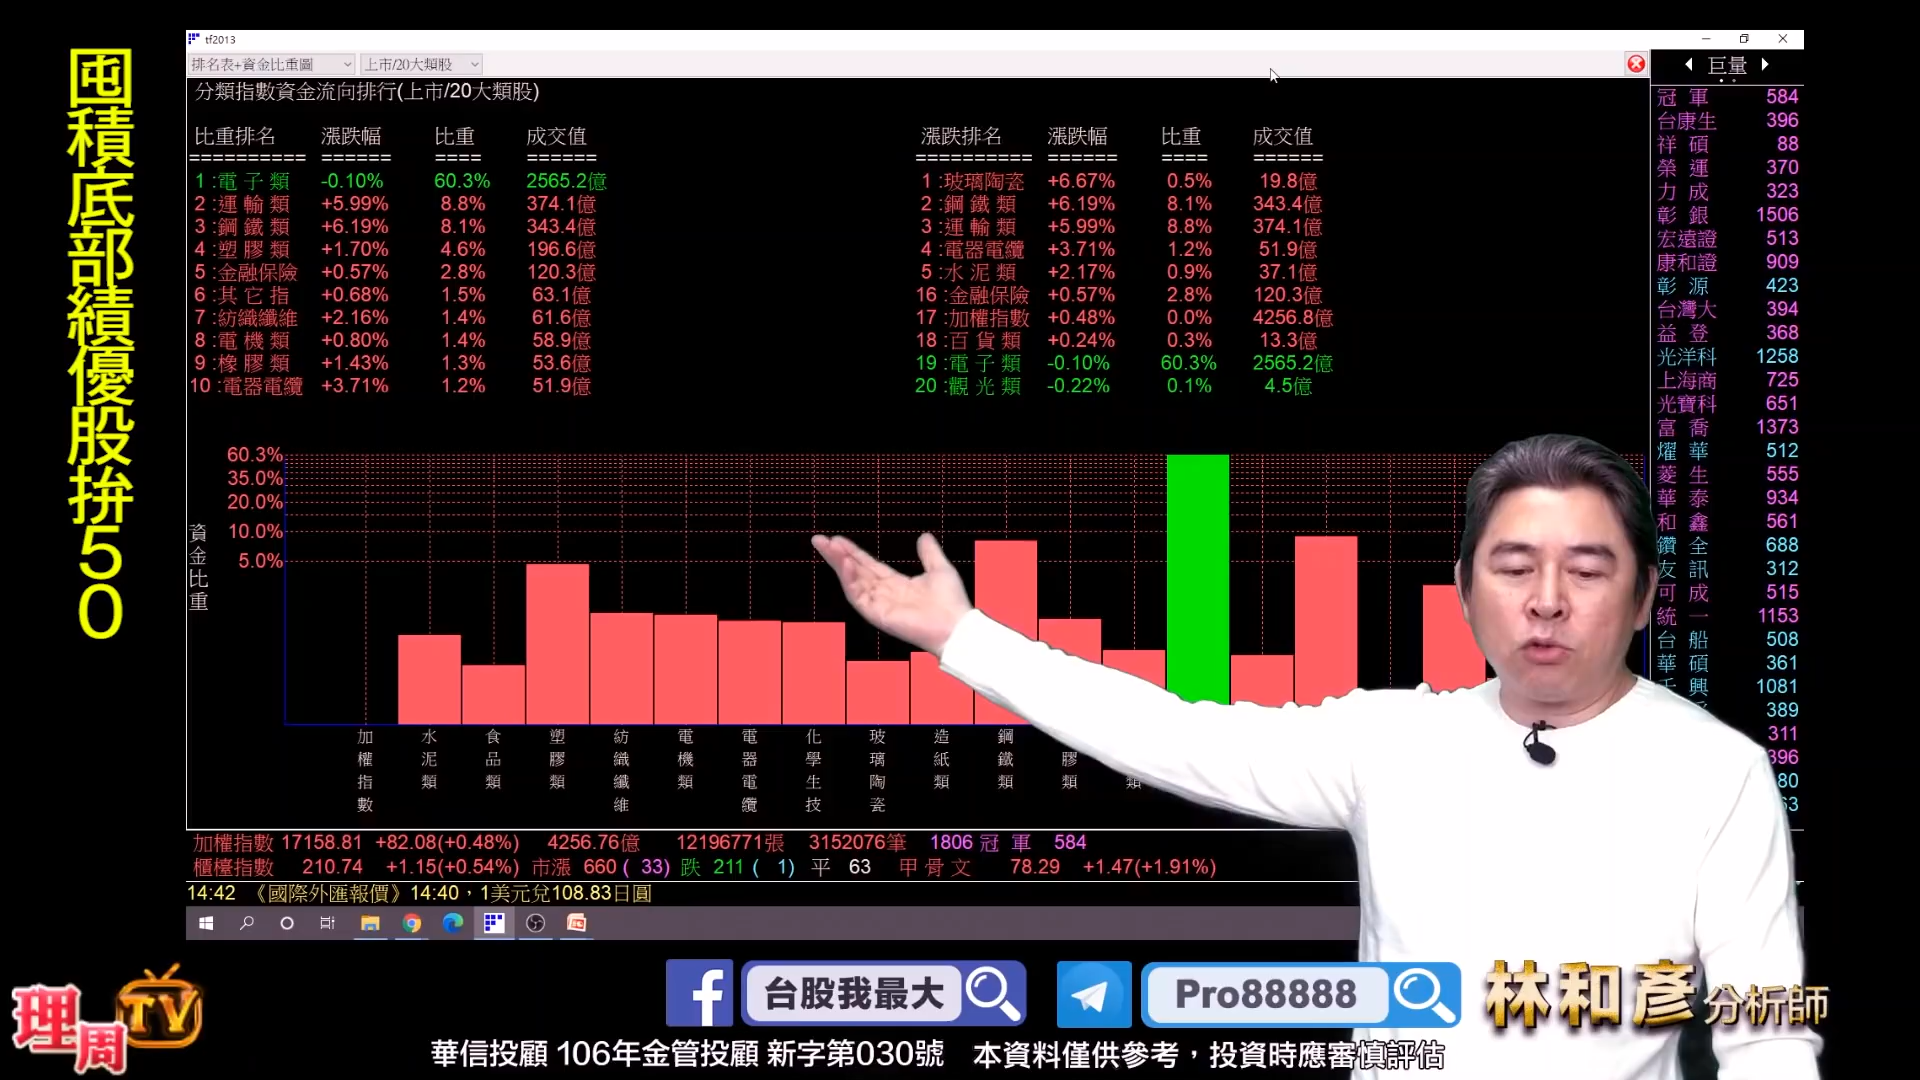 囤積底部績優股拚50
tf2013
排名表+資金比重圖 上市/20大類股
分類指數資金流向排行(上市/20大類股)
比重排名 漲跌幅 比重 成交值
========== ====== ==== ======
1 :電 子 類 -0.10% 60.3% 2565.2億
2 :運 輸 類 +5.99% 8.8% 374.1億
3 :鋼 鐵 類 +6.19% 8.1% 343.4億
4 :塑 膠 類 +1.70% 4.6% 196.6億
5 :金融保險 +0.57% 2.8% 120.3億
6 :其 它 指 +0.68% 1.5% 63.1億
7 :紡織纖維 +2.16% 1.4% 61.6億
8 :電 機 類 +0.80% 1.4% 58.9億
9 :橡 膠 類 +1.43% 1.3% 53.6億
10 :電器電纜 +3.71% 1.2% 51.9億
漲跌排名 漲跌幅 比重 成交值
========== ====== ==== ======
1 :玻璃陶瓷 +6.67% 0.5% 19.8億
2 :鋼 鐵 類 +6.19% 8.1% 343.4億
3 :運 輸 類 +5.99% 8.8% 374.1億
4 :電器電纜 +3.71% 1.2% 51.9億
5 :水 泥 類 +2.17% 0.9% 37.1億
16 :金融保險 +0.57% 2.8% 120.3億
17 :加權指數 +0.48% 0.0% 4256.8億
18 :百 貨 類 +0.24% 0.3% 13.3億
19 :電 子 類 -0.10% 60.3% 2565.2億
20 :觀 光 類 -0.22% 0.1% 4.5億
60.3%
35.0%
20.0%
10.0%
5.0%
資金比重
加權指數
水泥類
食品類
塑膠類
紡織纖維
電機類
電器電纜
化學生技
玻璃陶瓷
造紙類
鋼鐵類
膠類
類
巨量
冠 軍 584
台康生 396
祥 碩 88
榮 運 370
力 成 323
彰 銀 1506
宏遠證 513
康和證 909
彰 源 423
台灣大 394
益 登 368
光洋科 1258
上海商 725
光寶科 651
富 喬 1373
燿 華 512
菱 生 555
華 泰 934
和 鑫 561
鑽 全 688
友 訊 312
可 成 515
統 一 1153
台 船 508
華 碩 361
興 1081
389
311
396
80
63
加權指數 17158.81 +82.08(+0.48%) 4256.76億 12196771張 3152076筆 1806 冠 軍 584
櫃檯指數 210.74 +1.15(+0.54%) 市漲 660 ( 33) 跌 211 ( 1) 平 63 甲 骨 文 78.29 +1.47(+1.91%)
14:42 《國際外匯報價》14:40，1美元兌108.83日圓
理周TV
台股我最大
Pro88888
林和彥 分析師
華信投顧 106年金管投顧 新字第030號 本資料僅供參考，投資時應審慎評估